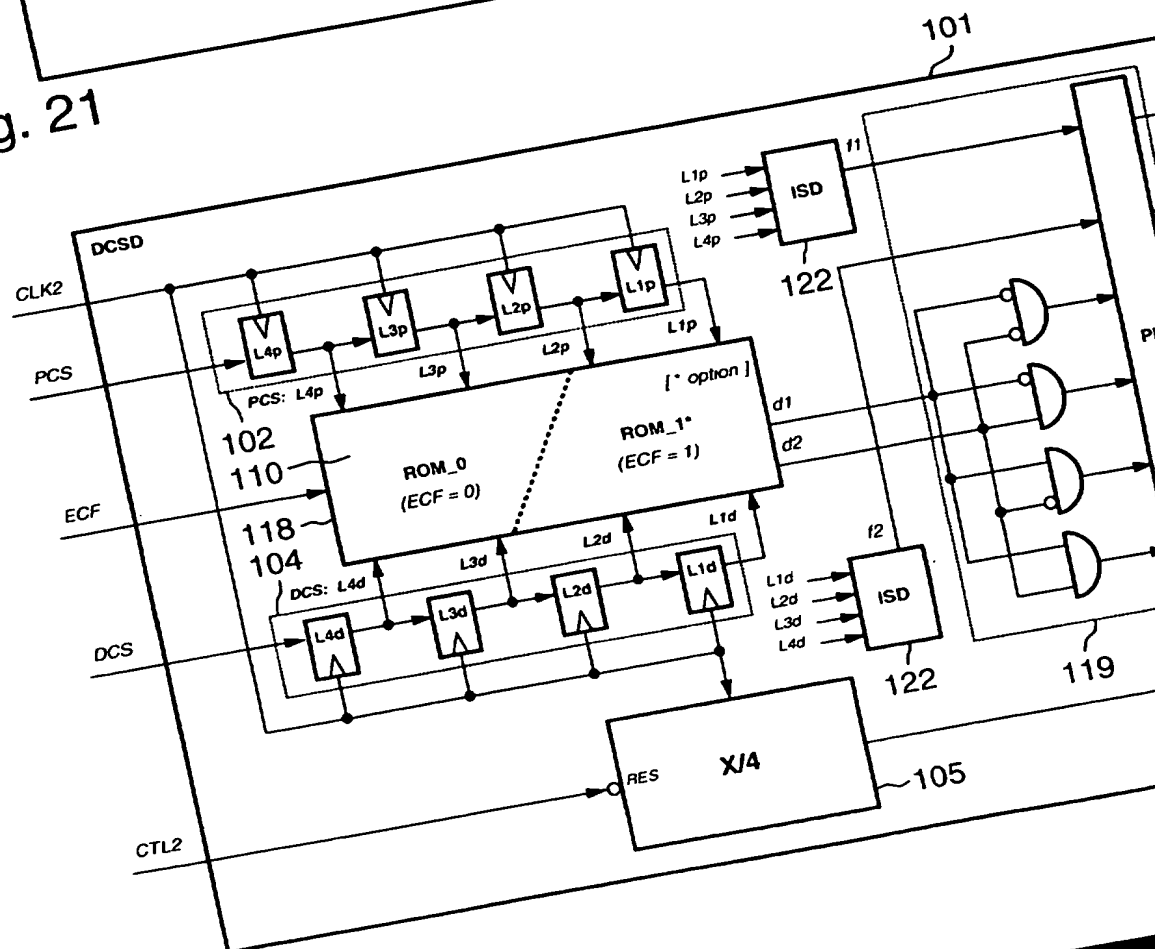 g. 21
101
DCSD
CLK2
PCS
ECF
DCS
CTL2
L4p
L3p
L2p
L1p
PCS: L4p
L3p
L2p
L1p
102
110
118
104
ROM_0
(ECF = 0)
[* option]
ROM_1*
(ECF = 1)
d1
d2
DCS: L4d
L3d
L2d
L1d
L4d
L3d
L2d
L1d
L1p
L2p
L3p
L4p
ISD
f1
122
L1d
L2d
L3d
L4d
ISD
f2
122
119
RES
X/4
105